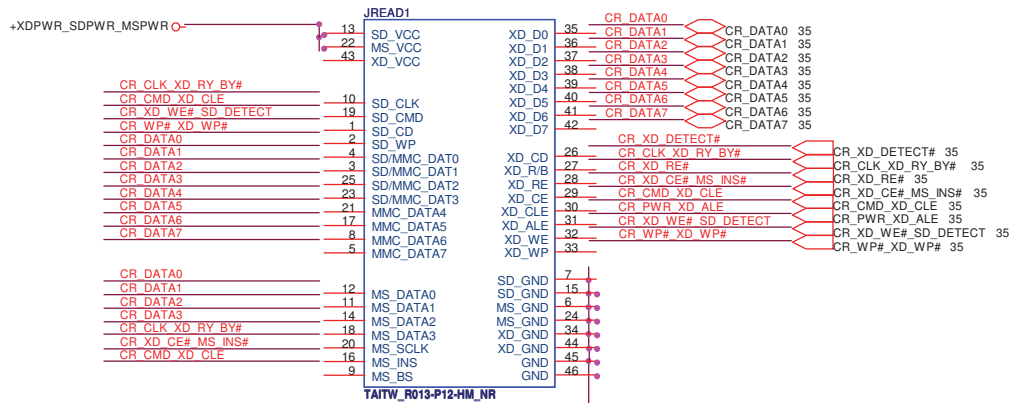 JREAD1
+XDPWR_SDPWR_MSPWR
13 SD_VCC
22 MS_VCC
43 XD_VCC
CR_CLK_XD_RY_BY# 10 SD_CLK
CR_CMD_XD_CLE 19 SD_CMD
CR_XD_WE#_SD_DETECT 1 SD_CD
CR_WP#_XD_WP# 2 SD_WP
CR_DATA0 4 SD/MMC_DAT0
CR_DATA1 3 SD/MMC_DAT1
CR_DATA2 25 SD/MMC_DAT2
CR_DATA3 23 SD/MMC_DAT3
CR_DATA4 21 MMC_DATA4
CR_DATA5 17 MMC_DATA5
CR_DATA6 8 MMC_DATA6
CR_DATA7 5 MMC_DATA7
CR_DATA0 12 MS_DATA0
CR_DATA1 11 MS_DATA1
CR_DATA2 14 MS_DATA2
CR_DATA3 18 MS_DATA3
CR_CLK_XD_RY_BY# 20 MS_SCLK
CR_XD_CE#_MS_INS# 16 MS_INS
CR_CMD_XD_CLE 9 MS_BS
XD_D0 35 CR_DATA0 CR_DATA0 35
XD_D1 36 CR_DATA1 CR_DATA1 35
XD_D2 37 CR_DATA2 CR_DATA2 35
XD_D3 38 CR_DATA3 CR_DATA3 35
XD_D4 39 CR_DATA4 CR_DATA4 35
XD_D5 40 CR_DATA5 CR_DATA5 35
XD_D6 41 CR_DATA6 CR_DATA6 35
XD_D7 42 CR_DATA7 CR_DATA7 35
XD_CD 26 CR_XD_DETECT# CR_XD_DETECT# 35
XD_R/B 27 CR_CLK_XD_RY_BY# CR_CLK_XD_RY_BY# 35
XD_RE 28 CR_XD_RE# CR_XD_RE# 35
XD_CE 29 CR_XD_CE#_MS_INS# CR_XD_CE#_MS_INS# 35
XD_CLE 30 CR_CMD_XD_CLE CR_CMD_XD_CLE 35
XD_ALE 31 CR_PWR_XD_ALE CR_PWR_XD_ALE 35
XD_WE 32 CR_XD_WE#_SD_DETECT CR_XD_WE#_SD_DETECT 35
XD_WP 33 CR_WP#_XD_WP# CR_WP#_XD_WP# 35
SD_GND 7
SD_GND 15
MS_GND 6
MS_GND 24
XD_GND 34
XD_GND 44
GND 45
GND 46
TAITW_R013-P12-HM_NR